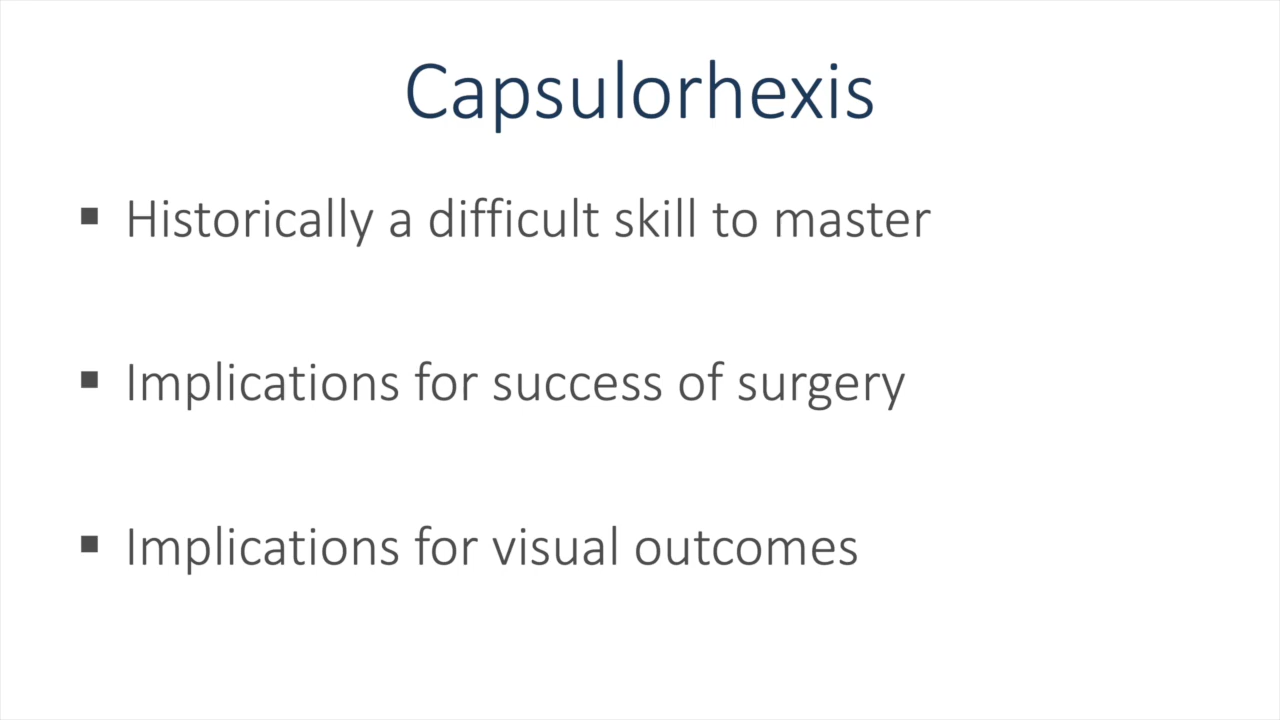 Capsulorhexis
▪ Historically a difficult skill to master
▪ Implications for success of surgery
▪ Implications for visual outcomes